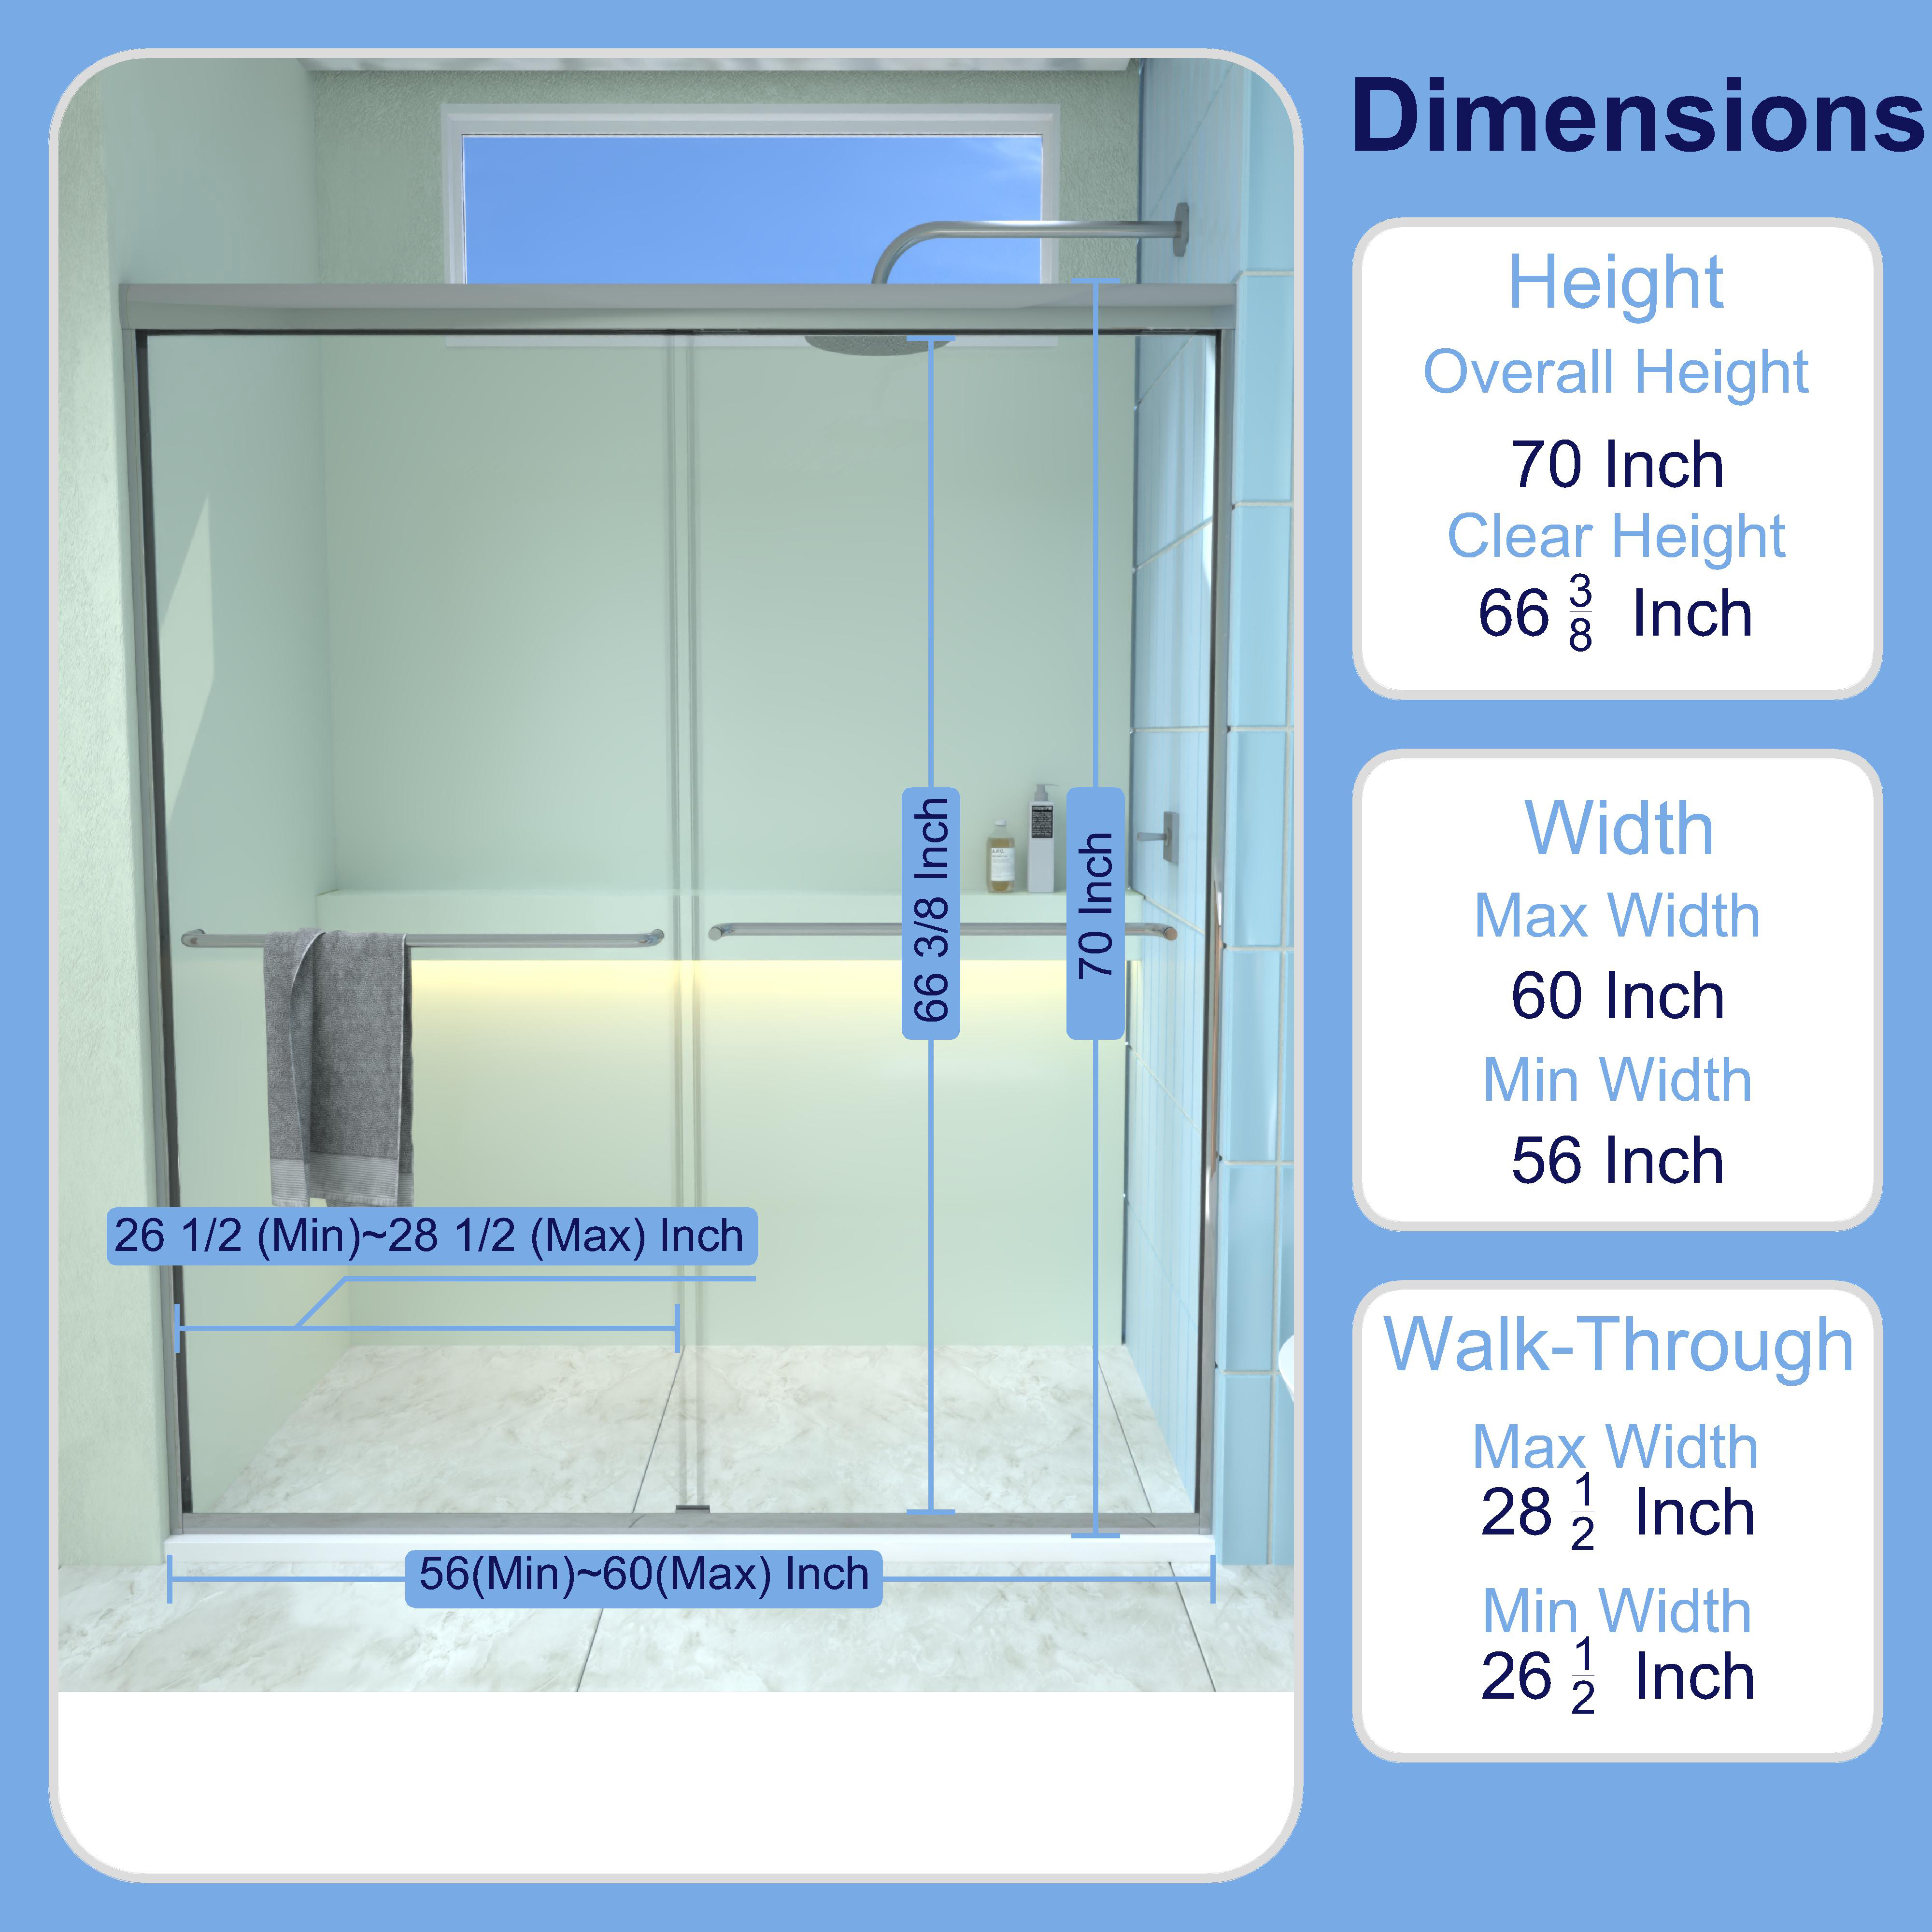 Dimensions
Height
Overall Height
70 Inch
Clear Height
66 3/8 Inch
Width
Max Width
60 Inch
Min Width
56 Inch
Walk-Through
Max Width
28 1/2 Inch
Min Width
26 1/2 Inch
66 3/8 Inch
70 Inch
26 1/2 (Min)~28 1/2 (Max) Inch
56(Min)~60(Max) Inch